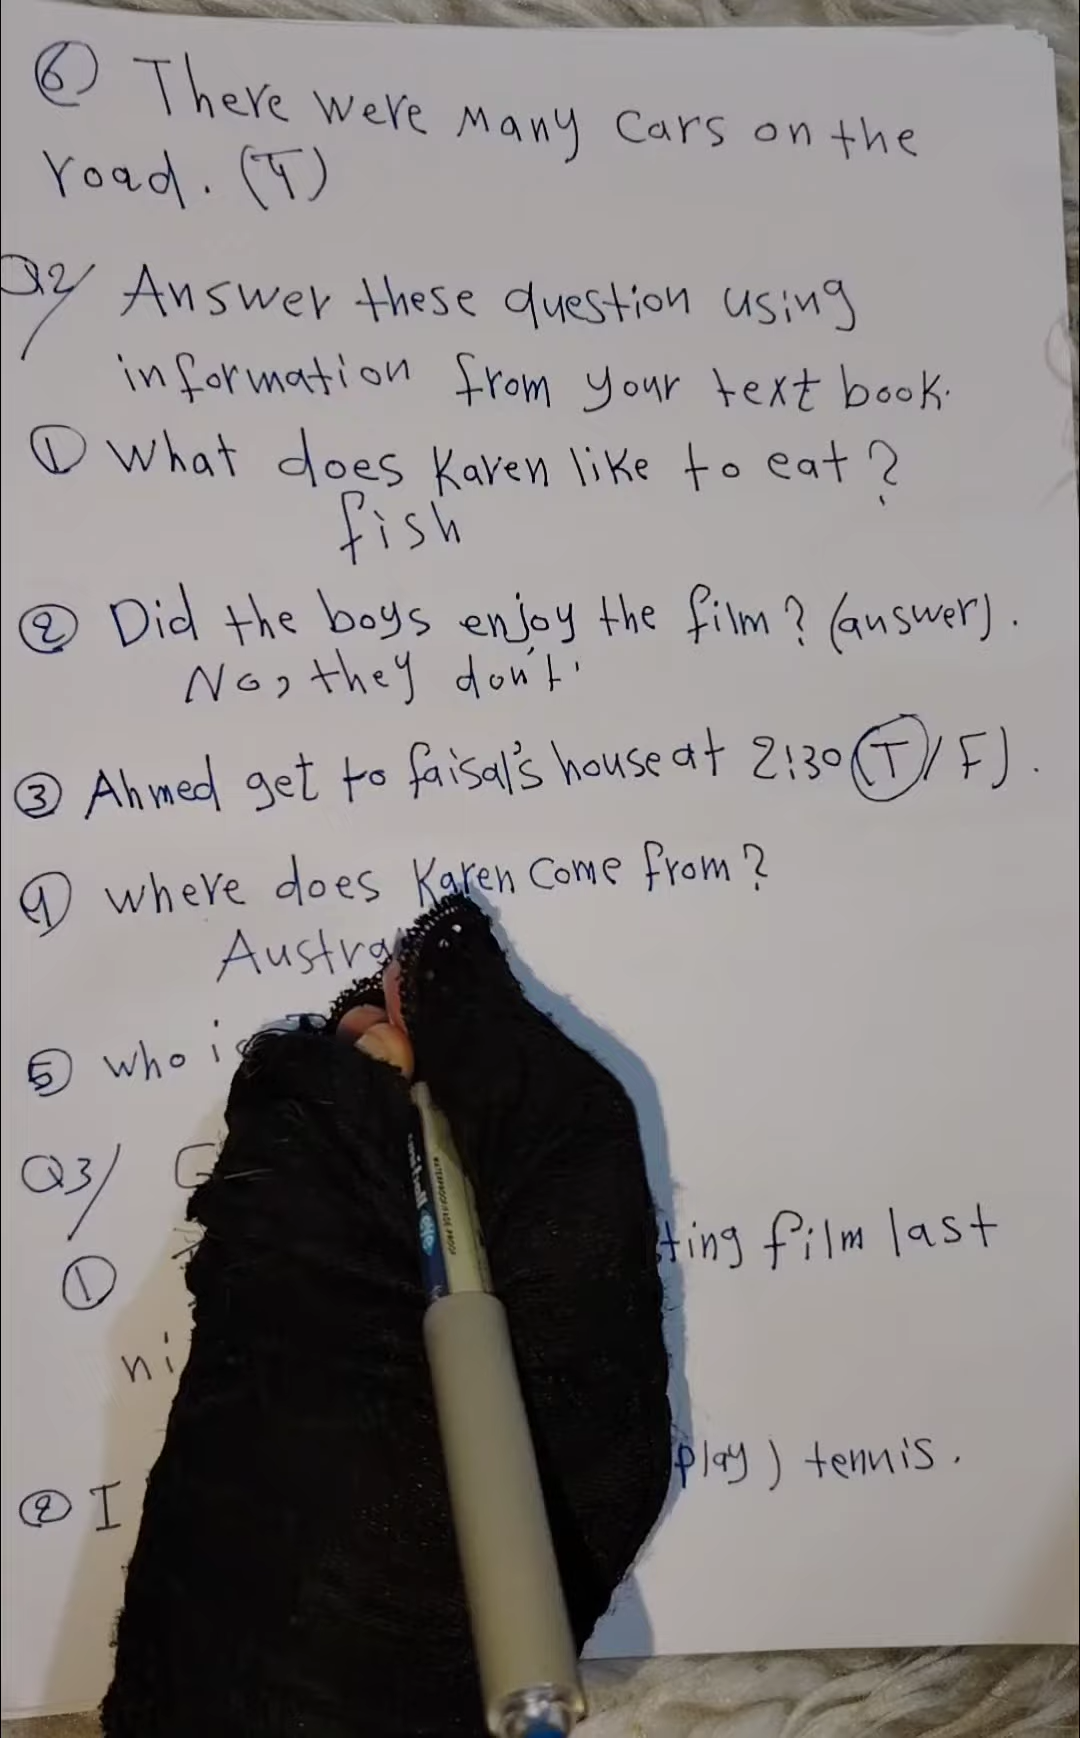 6 There were many cars on the
road. (T)
Q2/ Answer these question using
information from your text book.
1 What does Karen like to eat?
fish
2 Did the boys enjoy the film? (answer).
No, they don't.
3 Ahmed get to faisal's house at 2:30 (T/F).
4 where does Karen come from?
5 who is
Q3/
1 film last
2 I play) tennis.